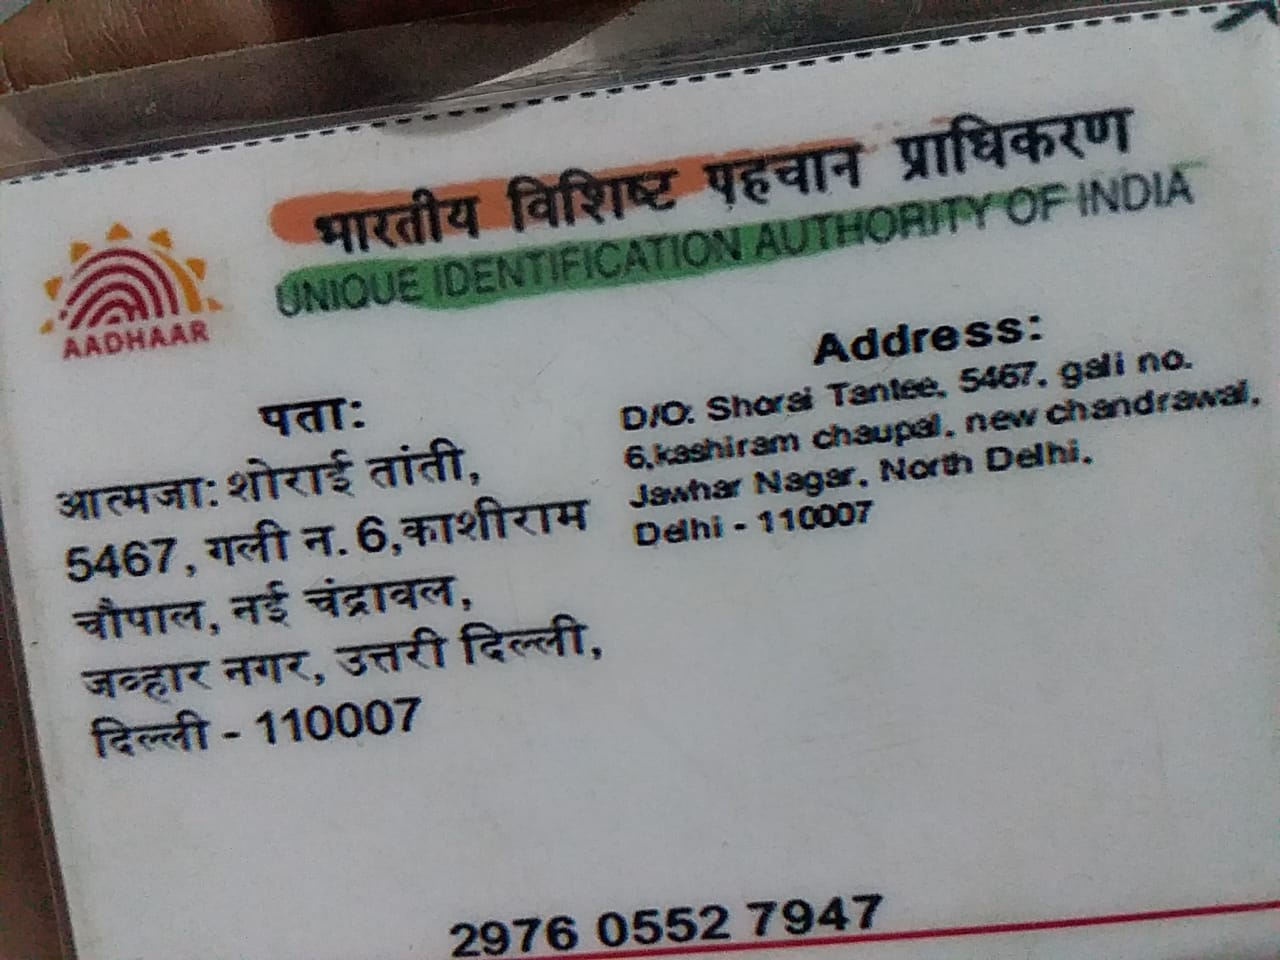 भारतीय विशिष्ट पहचान प्राधिकरण
UNIQUE IDENTIFICATION AUTHORITY OF INDIA
AADHAAR
पता:
आत्मजा: शोराई तांती,
5467, गली न. 6,काशीराम
चौपाल, नई चंद्रावल,
जव्हार नगर, उत्तरी दिल्ली,
दिल्ली - 110007
Address:
D/O: Shorai Tantee, 5467, gali no.
6,kashiram chaupal, new chandrawal,
Jawhar Nagar, North Delhi,
Delhi - 110007
2976 0552 7947